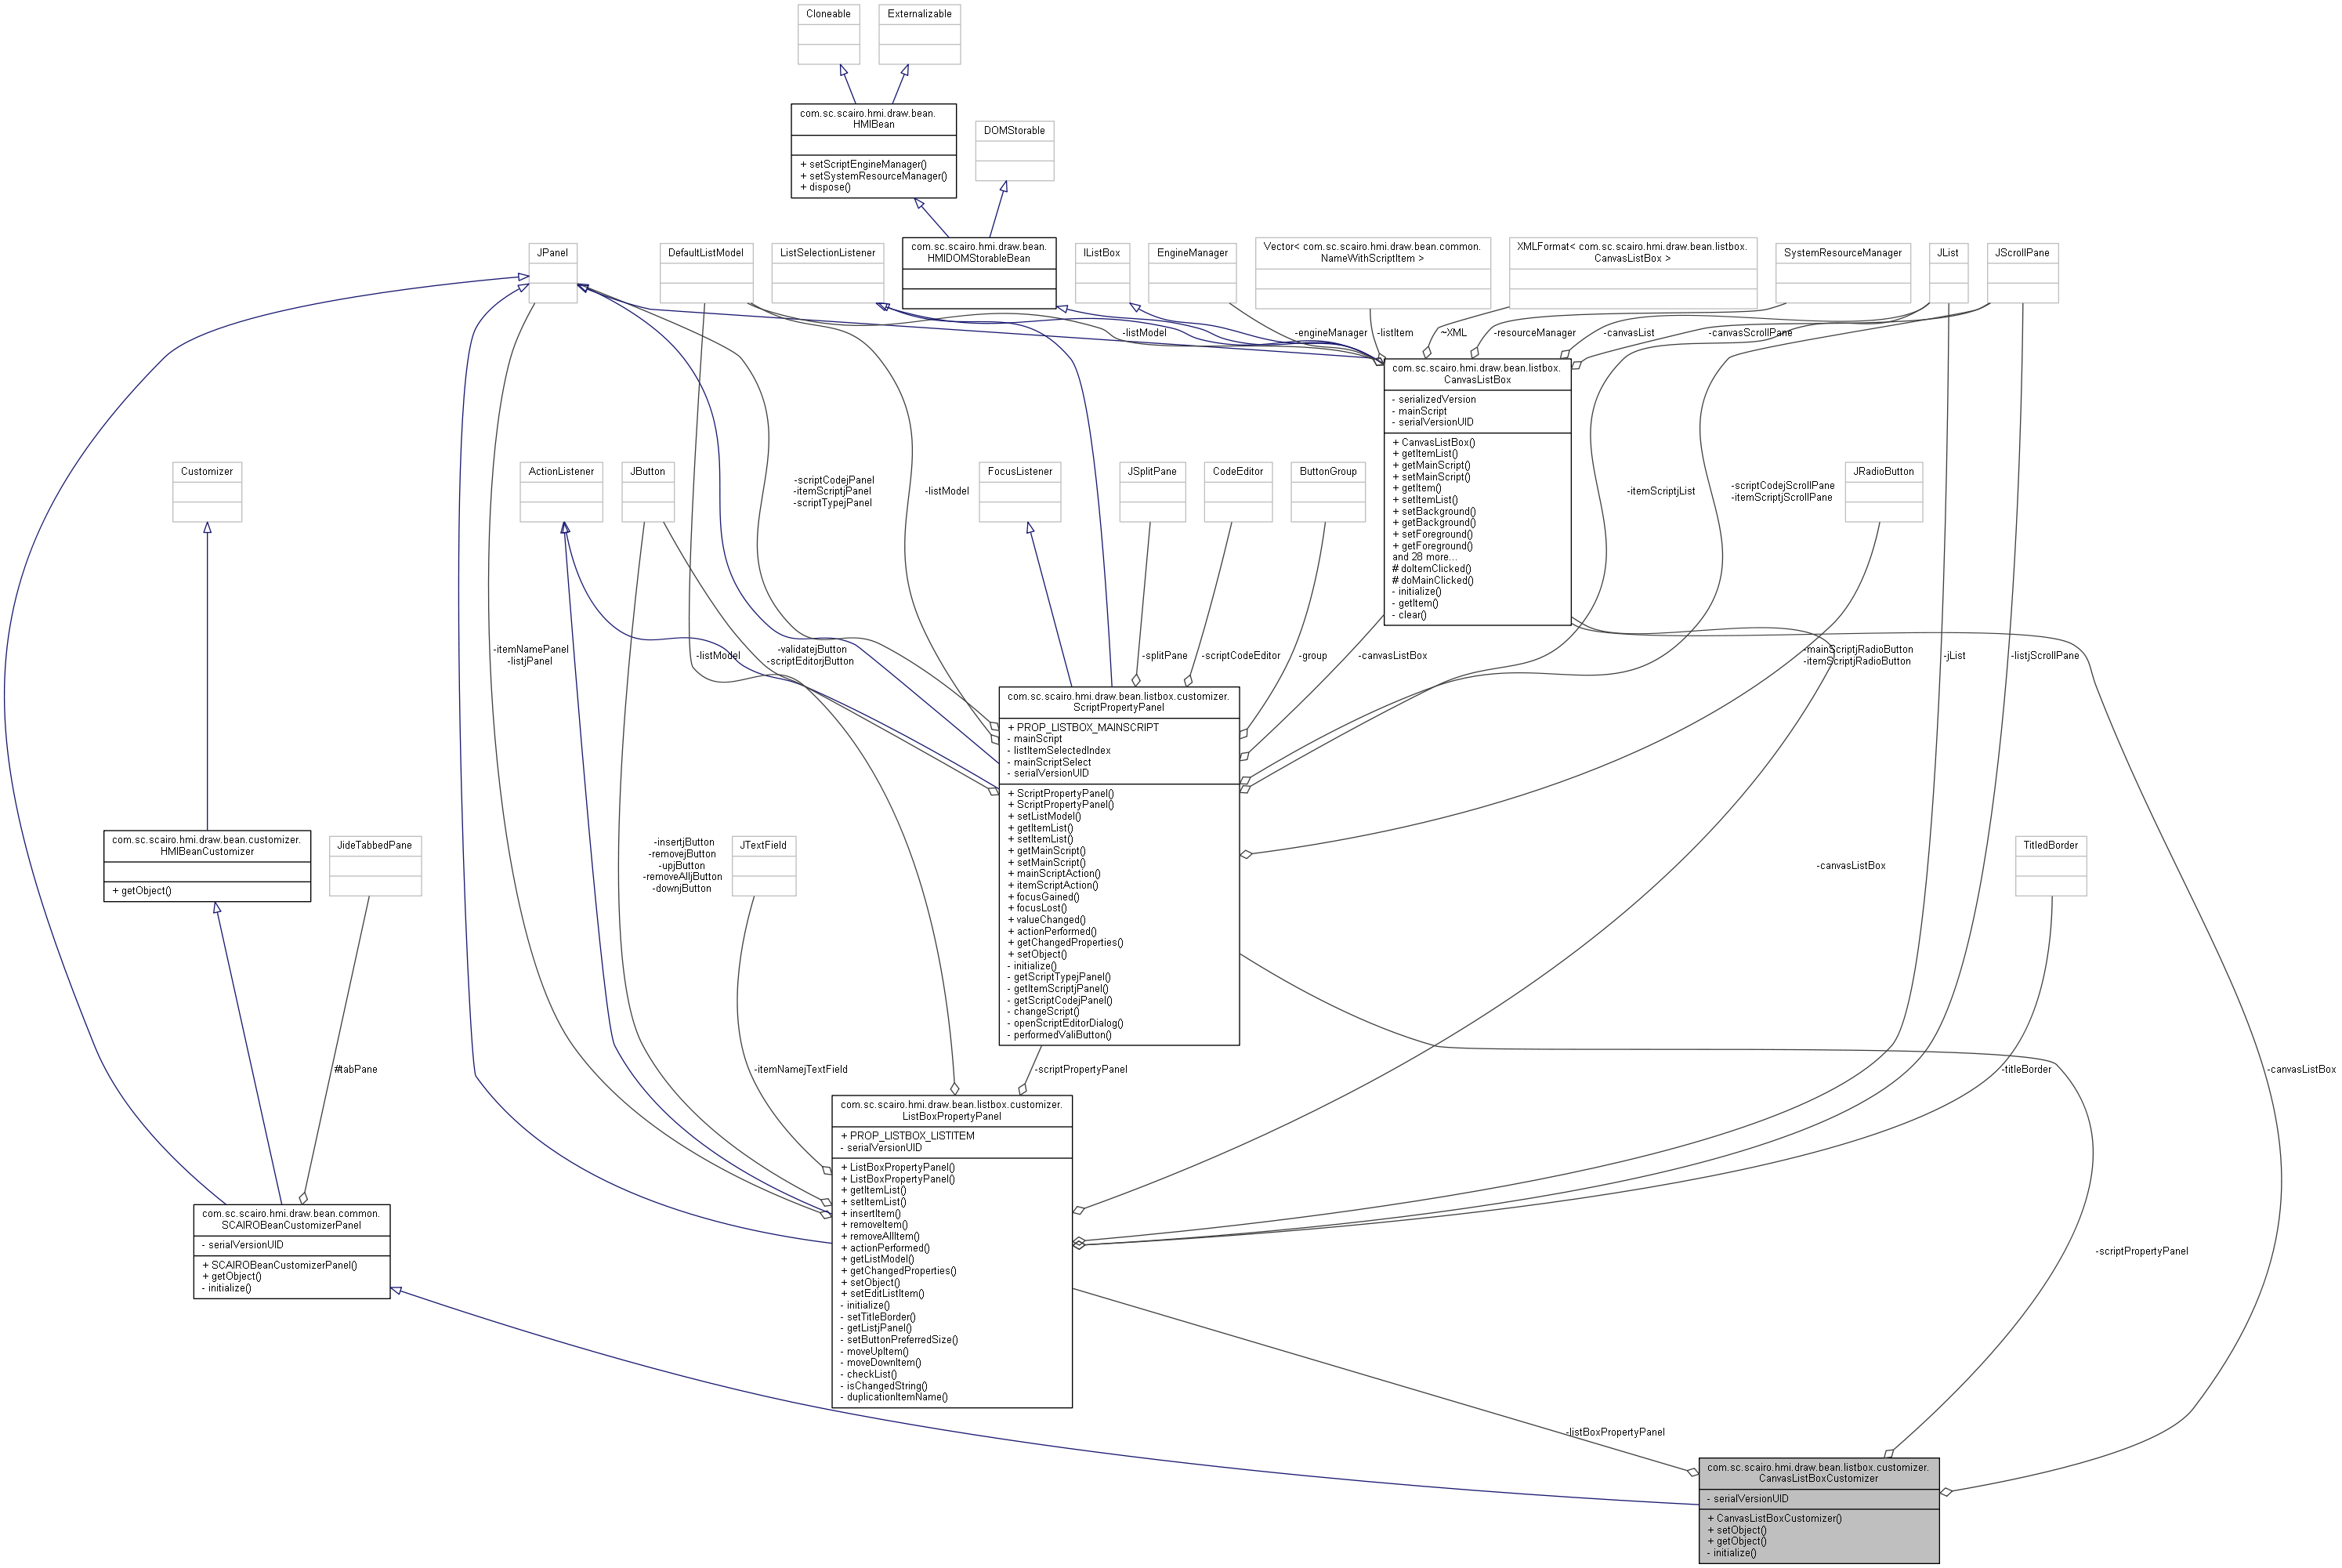 Cloneable
Externalizable
com.sc.scairo.hmi.draw.bean.
HMIBean
+ setScriptEngineManager()
+ setSystemResourceManager()
+ dispose()
DOMStorable
JPanel
DefaultListModel
ListSelectionListener
com.sc.scairo.hmi.draw.bean.
HMIDOMStorableBean
IListBox
EngineManager
Vector< com.sc.scairo.hmi.draw.bean.common.
NameWithScriptItem >
XMLFormat< com.sc.scairo.hmi.draw.bean.listbox.
CanvasListBox >
SystemResourceManager
JList
JScrollPane
-listModel
-engineManager
-listItem
~XML
-resourceManager
-canvasList
-canvasScrollPane
com.sc.scairo.hmi.draw.bean.listbox.
CanvasListBox
- serializedVersion
- mainScript
- serialVersionUID
+ CanvasListBox()
+ getItemList()
+ getMainScript()
+ setMainScript()
+ getItem()
+ setItemList()
+ setBackground()
+ getBackground()
+ setForeground()
+ getForeground()
and 28 more...
# doItemClicked()
# doMainClicked()
- initialize()
- getItem()
- clear()
Customizer
ActionListener
JButton
-scriptCodejPanel
-itemScriptjPanel
-scriptTypejPanel
-listModel
FocusListener
JSplitPane
CodeEditor
ButtonGroup
-itemScriptjList
-scriptCodejScrollPane
-itemScriptjScrollPane
JRadioButton
-itemNamePanel
-listjPanel
-listModel
-validatejButton
-scriptEditorjButton
-splitPane
-scriptCodeEditor
-group
-canvasListBox
-mainScriptjRadioButton
-itemScriptjRadioButton
-jList
-listjScrollPane
com.sc.scairo.hmi.draw.bean.listbox.customizer.
ScriptPropertyPanel
+ PROP_LISTBOX_MAINSCRIPT
- mainScript
- listItemSelectedIndex
- mainScriptSelect
- serialVersionUID
+ ScriptPropertyPanel()
+ ScriptPropertyPanel()
+ setListModel()
+ getItemList()
+ setItemList()
+ getMainScript()
+ setMainScript()
+ mainScriptAction()
+ itemScriptAction()
+ focusGained()
+ focusLost()
+ valueChanged()
+ actionPerformed()
+ getChangedProperties()
+ setObject()
- initialize()
- getScriptTypejPanel()
- getItemScriptjPanel()
- getScriptCodejPanel()
- changeScript()
- openScriptEditorDialog()
- performedValiButton()
com.sc.scairo.hmi.draw.bean.customizer.
HMIBeanCustomizer
+ getObject()
JideTabbedPane
-insertjButton
-removejButton
-upjButton
-removeAlljButton
-downjButton
JTextField
-canvasListBox
TitledBorder
#tabPane
-itemNamejTextField
-scriptPropertyPanel
-titleBorder
-canvasListBox
com.sc.scairo.hmi.draw.bean.listbox.customizer.
ListBoxPropertyPanel
+ PROP_LISTBOX_LISTITEM
- serialVersionUID
+ ListBoxPropertyPanel()
+ ListBoxPropertyPanel()
+ getItemList()
+ setItemList()
+ insertItem()
+ removeItem()
+ removeAllItem()
+ actionPerformed()
+ getListModel()
+ getChangedProperties()
+ setObject()
+ setEditListItem()
- initialize()
- setTitleBorder()
- getListjPanel()
- setButtonPreferredSize()
- moveUpItem()
- moveDownItem()
- checkList()
- isChangedString()
- duplicationItemName()
com.sc.scairo.hmi.draw.bean.common.
SCAIROBeanCustomizerPanel
- serialVersionUID
+ SCAIROBeanCustomizerPanel()
+ getObject()
- initialize()
-scriptPropertyPanel
-listBoxPropertyPanel
com.sc.scairo.hmi.draw.bean.listbox.customizer.
CanvasListBoxCustomizer
- serialVersionUID
+ CanvasListBoxCustomizer()
+ setObject()
+ getObject()
- initialize()